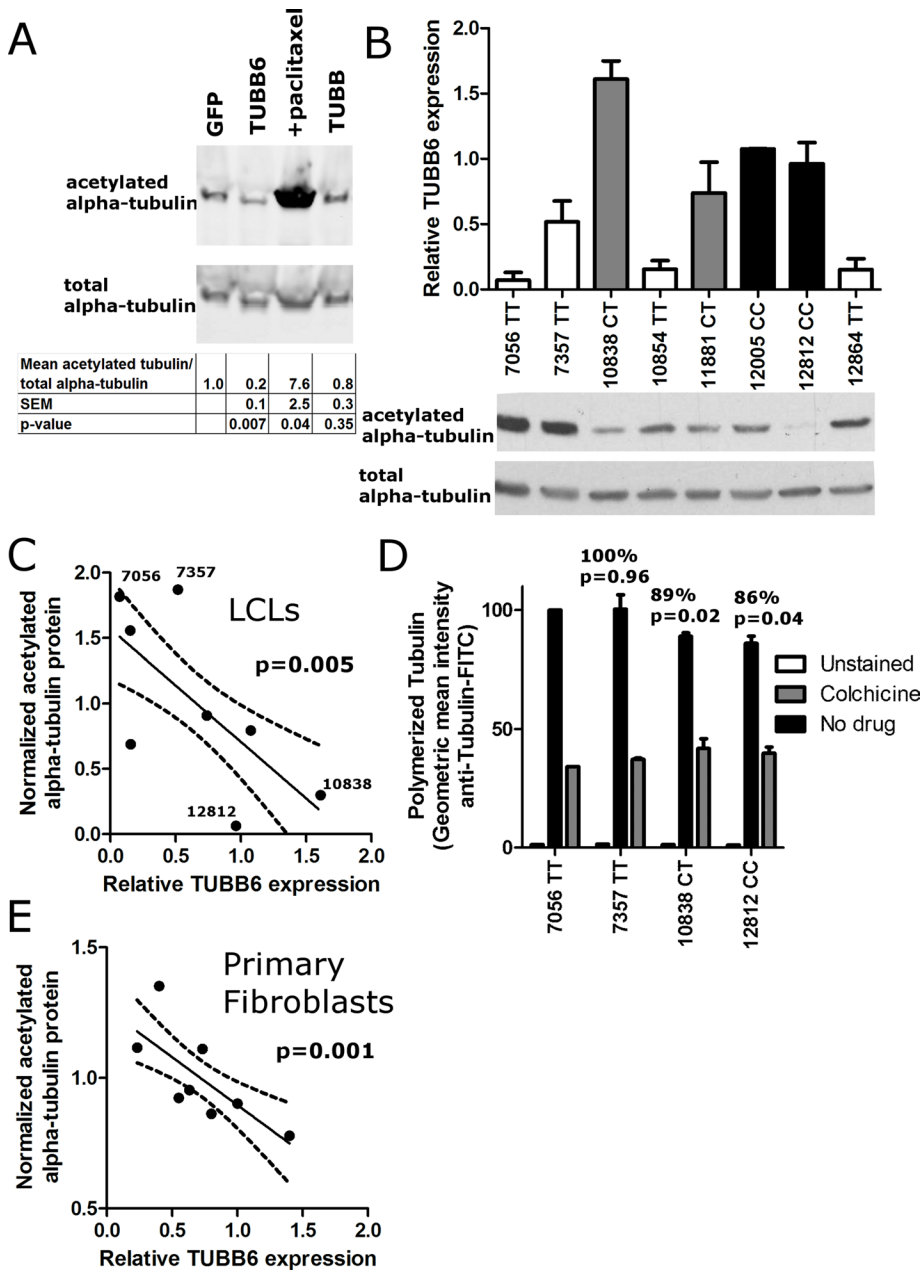 A
GFP
TUBB6
+paclitaxel
TUBB
acetylated
alpha-tubulin
total
alpha-tubulin
Mean acetylated tubulin/
total alpha-tubulin 1.0 0.2 7.6 0.8
SEM 0.1 2.5 0.3
p-value 0.007 0.04 0.35
B
Relative TUBB6 expression
2.0
1.5
1.0
0.5
0.0
7056 TT
7357 TT
10838 CT
10854 TT
11881 CT
12005 CC
12812 CC
12864 TT
acetylated
alpha-tubulin
total
alpha-tubulin
C
Normalized acetylated
alpha-tubulin protein
2.0
1.5
1.0
0.5
0.0
7056
7357
LCLs
p=0.005
10838
12812
0.0 0.5 1.0 1.5 2.0
Relative TUBB6 expression
D
Polymerized Tubulin
(Geometric mean intensity
anti-Tubulin-FITC)
100
50
0
100%
p=0.96
89%
p=0.02
86%
p=0.04
Unstained
Colchicine
No drug
7056 TT
7357 TT
10838 CT
12812 CC
E
Normalized acetylated
alpha-tubulin protein
1.5
1.0
0.5
Primary
Fibroblasts
p=0.001
0.0 0.5 1.0 1.5 2.0
Relative TUBB6 expression